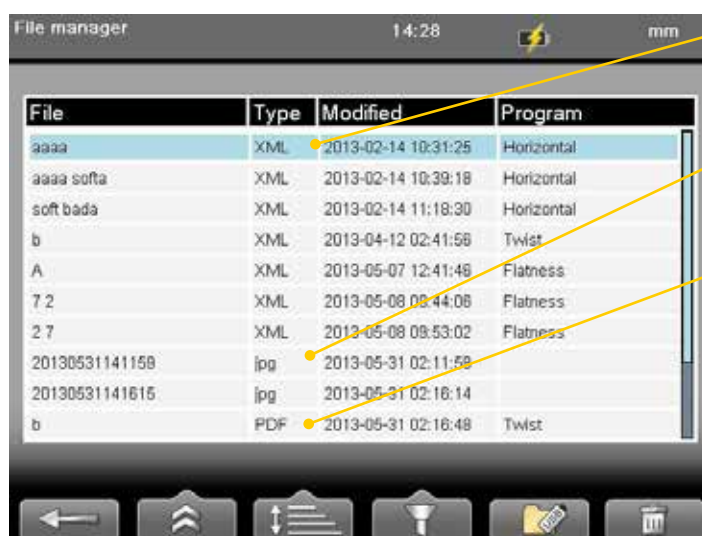 File manager 14:28 mm
File Type Modified Program
aaaa XML 2013-02-14 10:31:25 Horizontal
aaaa softa XML 2013-02-14 10:39:18 Horizontal
soft bada XML 2013-02-14 11:18:30 Horizontal
b XML 2013-04-12 02:41:56 Twist
A XML 2013-05-07 12:41:46 Flatness
7 2 XML 2013-05-08 09:44:06 Flatness
2 7 XML 2013-05-08 09:53:02 Flatness
20130531141159 jpg 2013-05-31 02:11:59
20130531141615 jpg 2013-05-31 02:16:14
b PDF 2013-05-31 02:16:48 Twist
USB